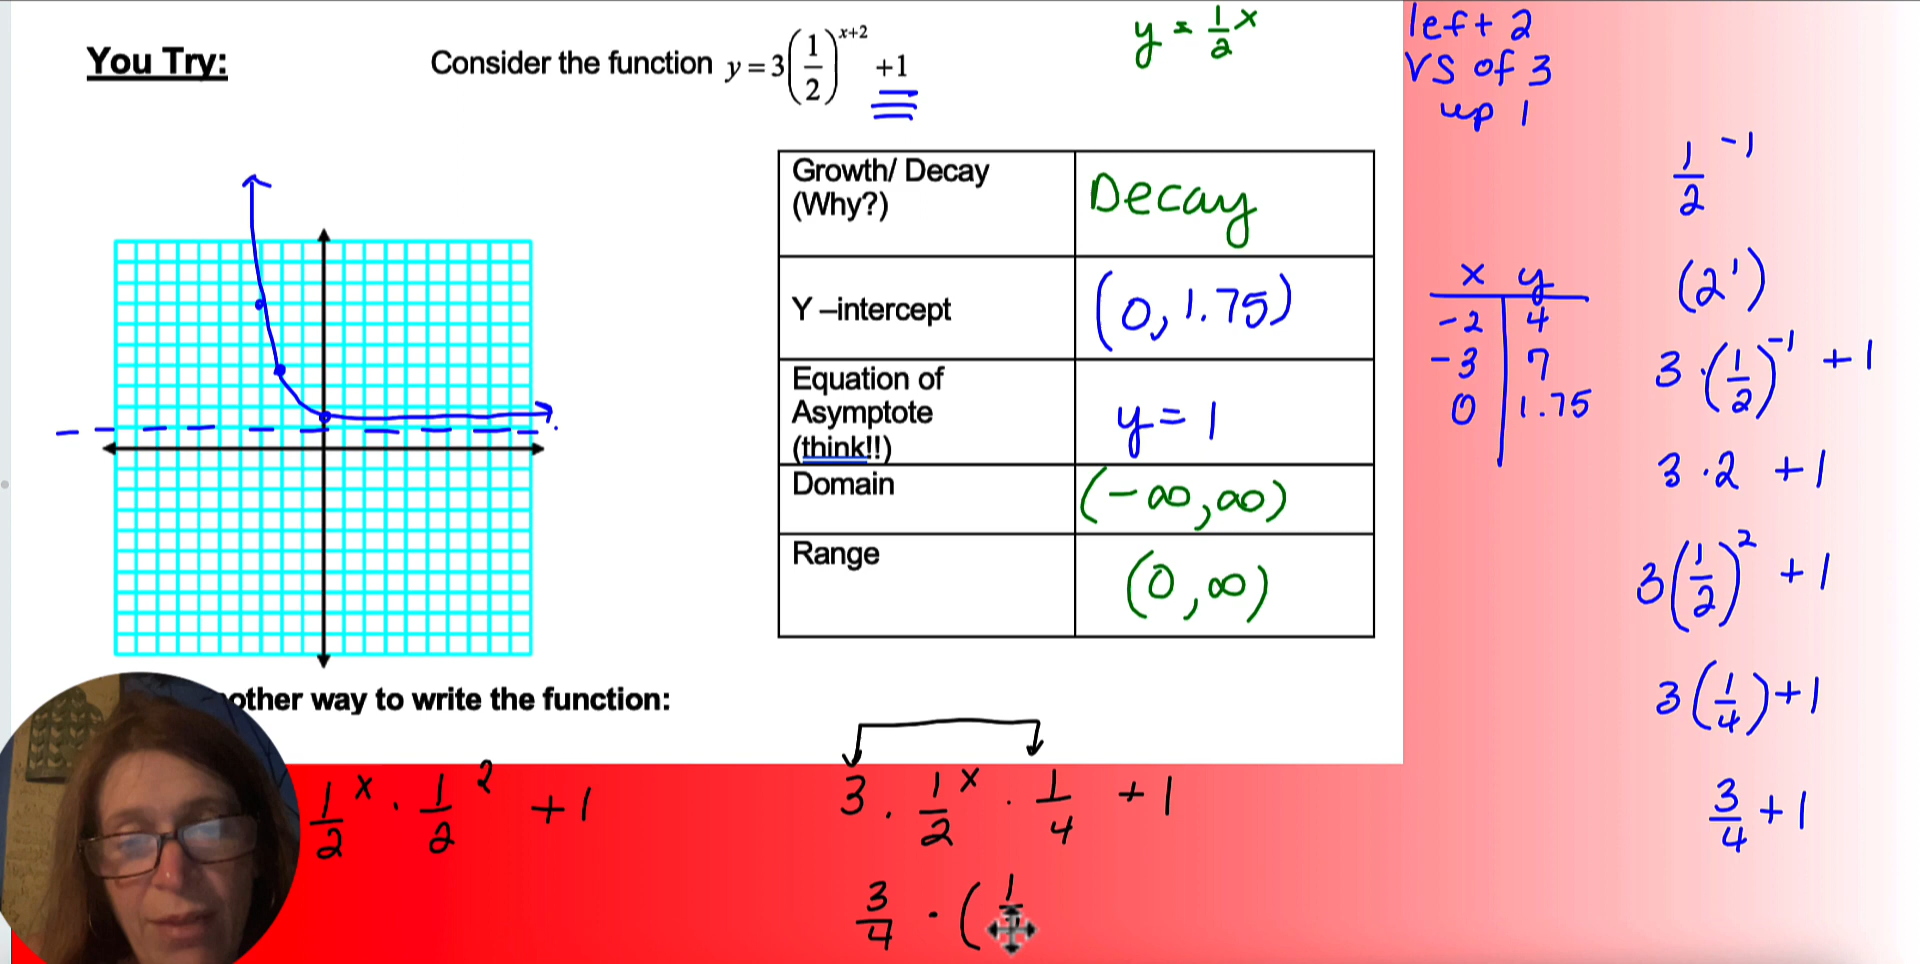 You Try: Consider the function y = 3(1/2)^(x+2) + 1
y = 1/2^x
left 2
VS of 3
up 1
Growth/ Decay
(Why?)
Decay
Y –intercept
(0, 1.75)
Equation of
Asymptote
(think!!)
y = 1
Domain
(-∞, ∞)
Range
(0, ∞)
x y
-2 4
-3 7
0 1.75
1/2 ^-1
(2^1)
3 · (1/2)^-1 + 1
3 · 2 + 1
3(1/2)^2 + 1
3(1/4) + 1
3/4 + 1
other way to write the function:
1/2^x · 1/2^2 + 1
3 · 1/2^x · 1/4 + 1
3/4 · (1